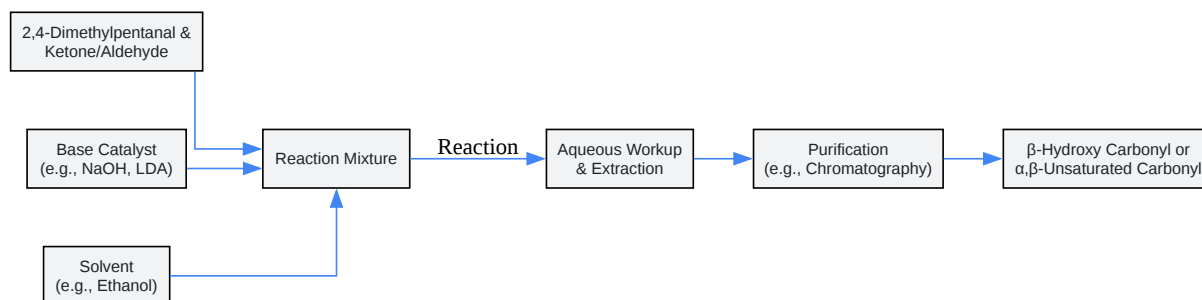 2,4-Dimethylpentanal &
Ketone/Aldehyde
Base Catalyst
(e.g., NaOH, LDA)
Solvent
(e.g., Ethanol)
Reaction Mixture
Reaction
Aqueous Workup
& Extraction
Purification
(e.g., Chromatography)
β-Hydroxy Carbonyl or
α,β-Unsaturated Carbonyl